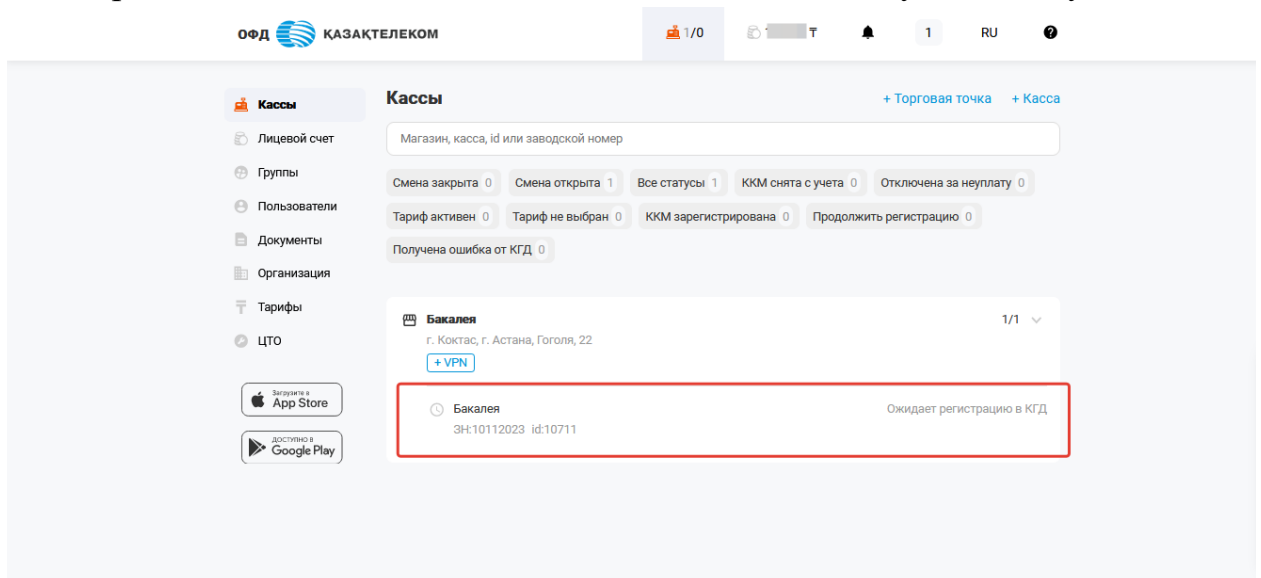 ОФД ҚАЗАҚТЕЛЕКОМ 1/0 ₸ 1 RU
Кассы
Лицевой счет
Группы
Пользователи
Документы
Организация
Тарифы
ЦТО
Загрузите в
App Store
ДОСТУПНО В
Google Play
Кассы + Торговая точка + Касса
Магазин, касса, id или заводской номер
Смена закрыта 0 Смена открыта 1 Все статусы 1 ККМ снята с учета 0 Отключена за неуплату 0
Тариф активен 0 Тариф не выбран 0 ККМ зарегистрирована 0 Продолжить регистрацию 0
Получена ошибка от КГД 0
Бакалея 1/1
г. Коктас, г. Астана, Гоголя, 22
+ VPN
Бакалея Ожидает регистрацию в КГД
ЗН:10112023 id:10711